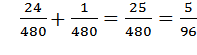 24/480 + 1/480 = 25/480 = 5/96